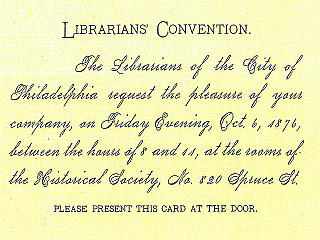 LIBRARIANS' CONVENTION.
The Librarians of the City of
Philadelphia request the pleasure of your
company, on Friday Evening, Oct. 6, 1876,
between the hours of 8 and 11, at the rooms of
the Historical Society, No. 820 Spruce St.
PLEASE PRESENT THIS CARD AT THE DOOR.